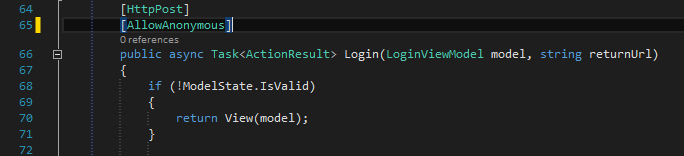 64 [HttpPost]
65 [AllowAnonymous]
0 references
66 public async Task<ActionResult> Login(LoginViewModel model, string returnUrl)
67 {
68 if (!ModelState.IsValid)
69 {
70 return View(model);
71 }
72